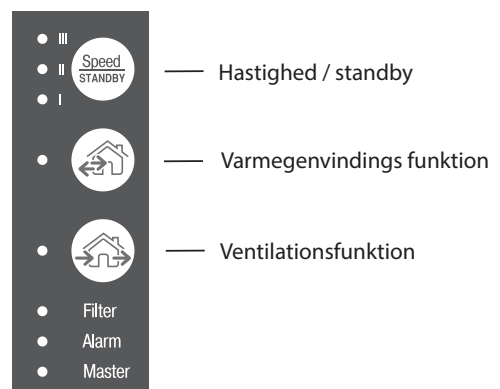 III
Speed
STANDBY
II
I
Hastighed / standby
Varmegenvindings funktion
Ventilationsfunktion
Filter
Alarm
Master